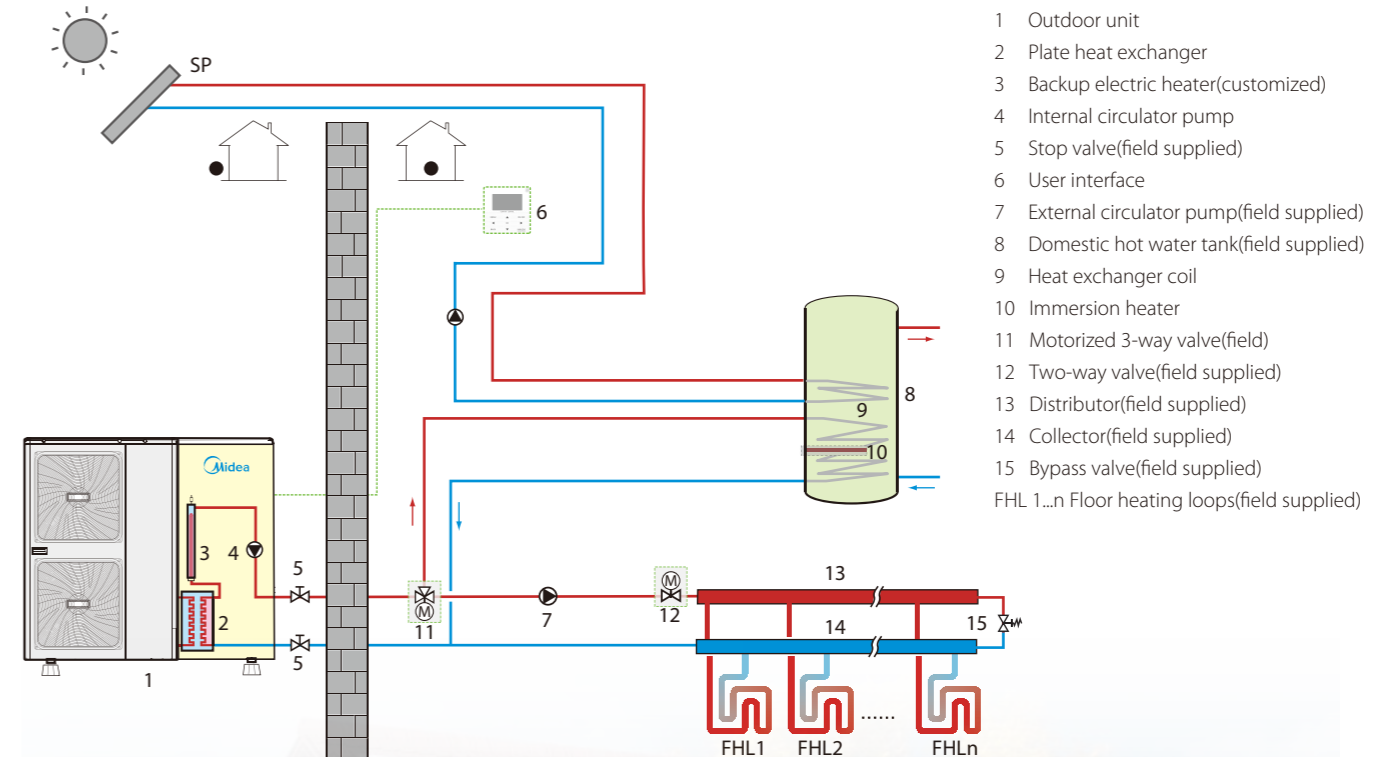 SP
6
Midea
3
4
5
2
5
1
11
7
M
M
12
13
14
15
9
8
10
FHL1
FHL2
......
FHLn
1 Outdoor unit
2 Plate heat exchanger
3 Backup electric heater(customized)
4 Internal circulator pump
5 Stop valve(field supplied)
6 User interface
7 External circulator pump(field supplied)
8 Domestic hot water tank(field supplied)
9 Heat exchanger coil
10 Immersion heater
11 Motorized 3-way valve(field)
12 Two-way valve(field supplied)
13 Distributor(field supplied)
14 Collector(field supplied)
15 Bypass valve(field supplied)
FHL 1...n Floor heating loops(field supplied)